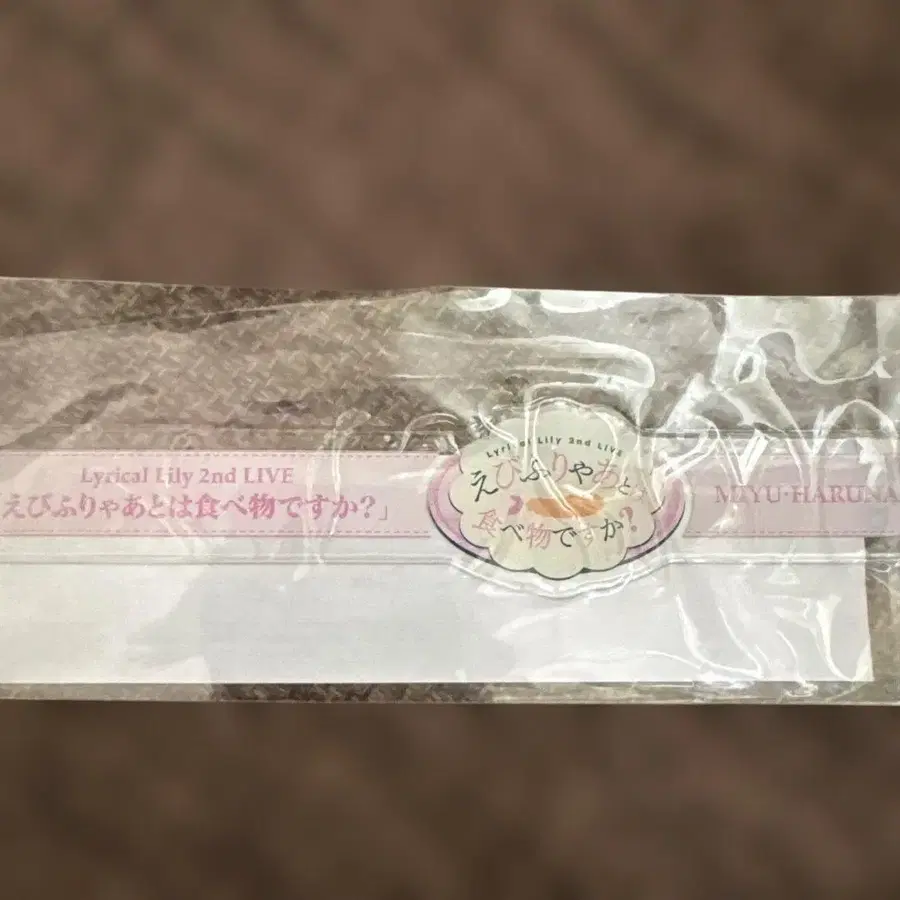 Lyrical Lily 2nd LIVE
「えびふりゃあとは食べ物ですか?」
Lyrical Lily 2nd LIVE
えびふりゃあとは
食べ物ですか?
MIYU・HARUNA